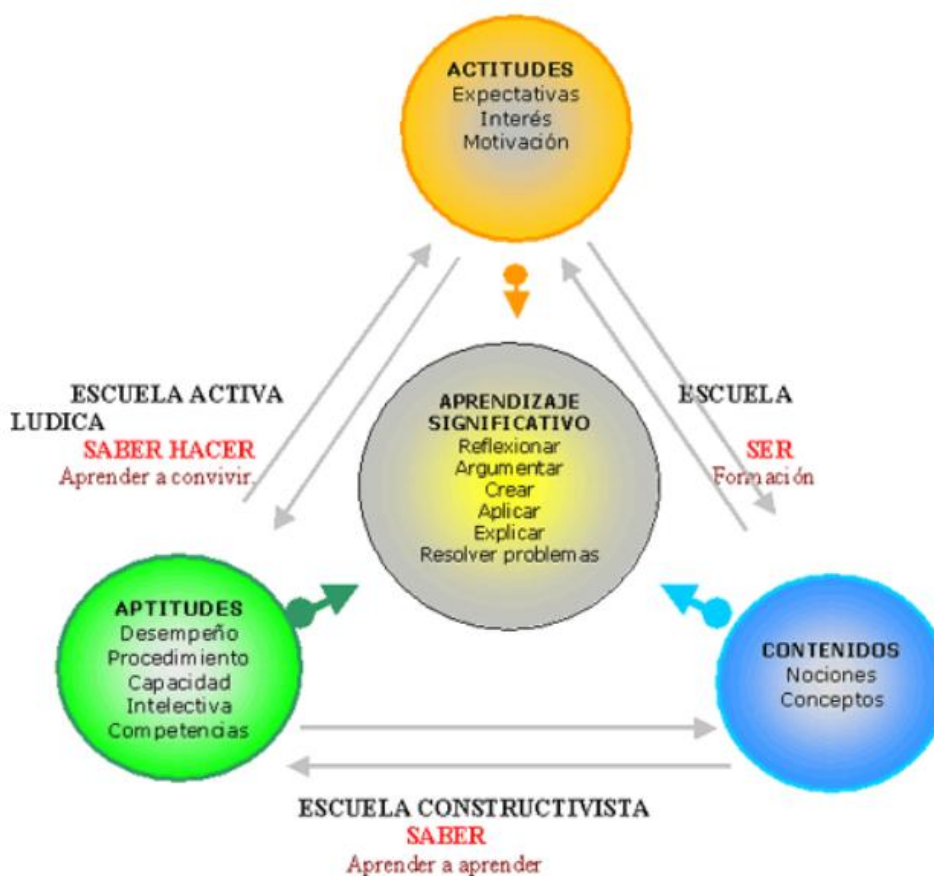 ACTITUDES
Expectativas
Interés
Motivación
ESCUELA ACTIVA
LUDICA
SABER HACER
Aprender a convivir
ESCUELA
SER
Formación
APRENDIZAJE
SIGNIFICATIVO
Reflexionar
Argumentar
Crear
Aplicar
Explicar
Resolver problemas
APTITUDES
Desempeño
Procedimiento
Capacidad
Intelectiva
Competencias
CONTENIDOS
Nociones
Conceptos
ESCUELA CONSTRUCTIVISTA
SABER
Aprender a aprender